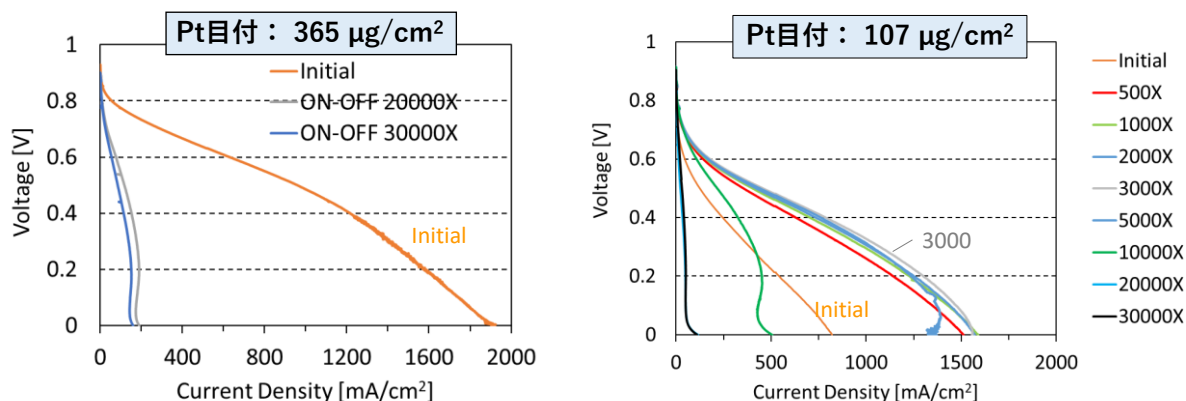 Pt目付： 365 µg/cm²
1
0.8
0.6
0.4
0.2
0
Voltage [V]
Initial
ON-OFF 20000X
ON-OFF 30000X
Initial
0 400 800 1200 1600 2000
Current Density [mA/cm²]
Pt目付： 107 µg/cm²
1
0.8
0.6
0.4
0.2
0
Voltage [V]
3000
Initial
0 500 1000 1500 2000
Current Density [mA/cm²]
Initial
500X
1000X
2000X
3000X
5000X
10000X
20000X
30000X